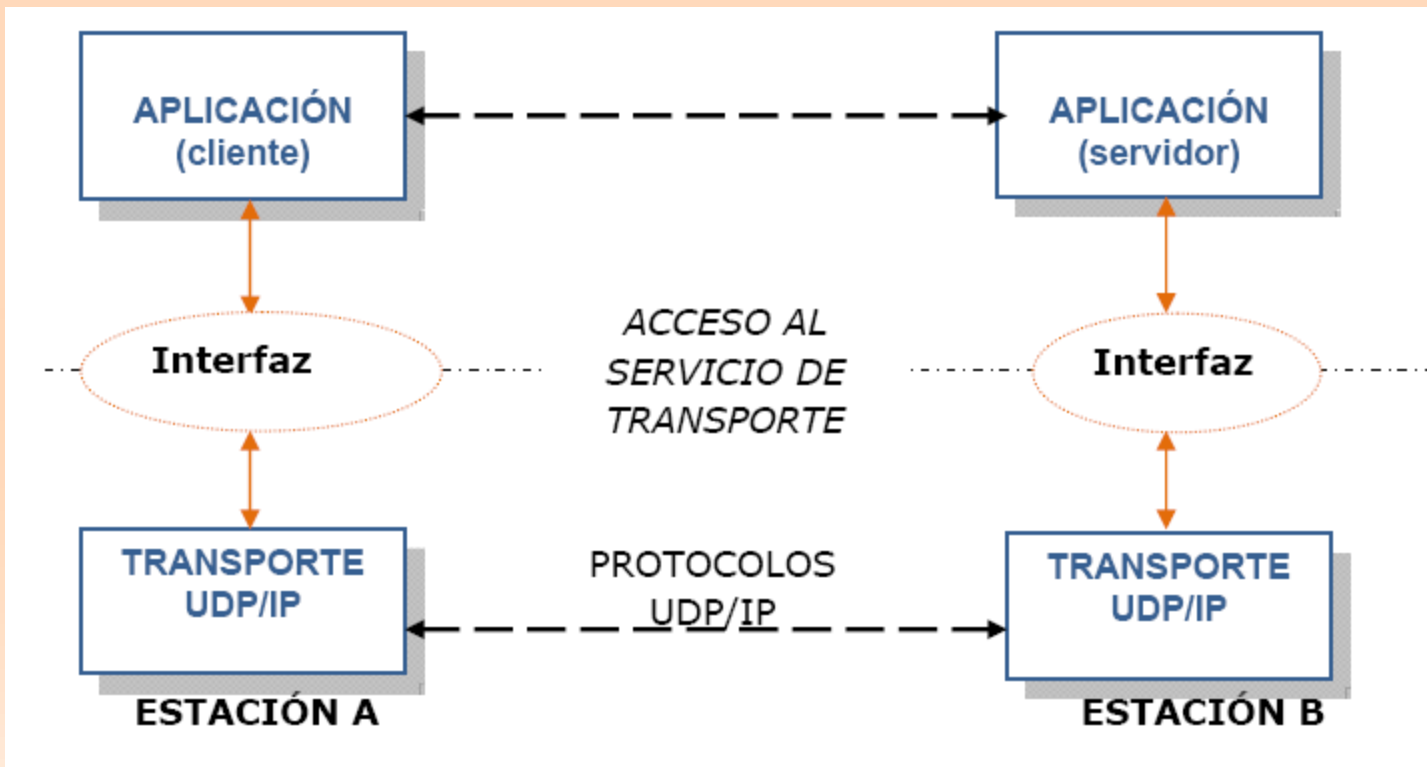 APLICACIÓN
(cliente)
APLICACIÓN
(servidor)
Interfaz
ACCESO AL
SERVICIO DE
TRANSPORTE
Interfaz
TRANSPORTE
UDP/IP
PROTOCOLOS
UDP/IP
TRANSPORTE
UDP/IP
ESTACIÓN A
ESTACIÓN B